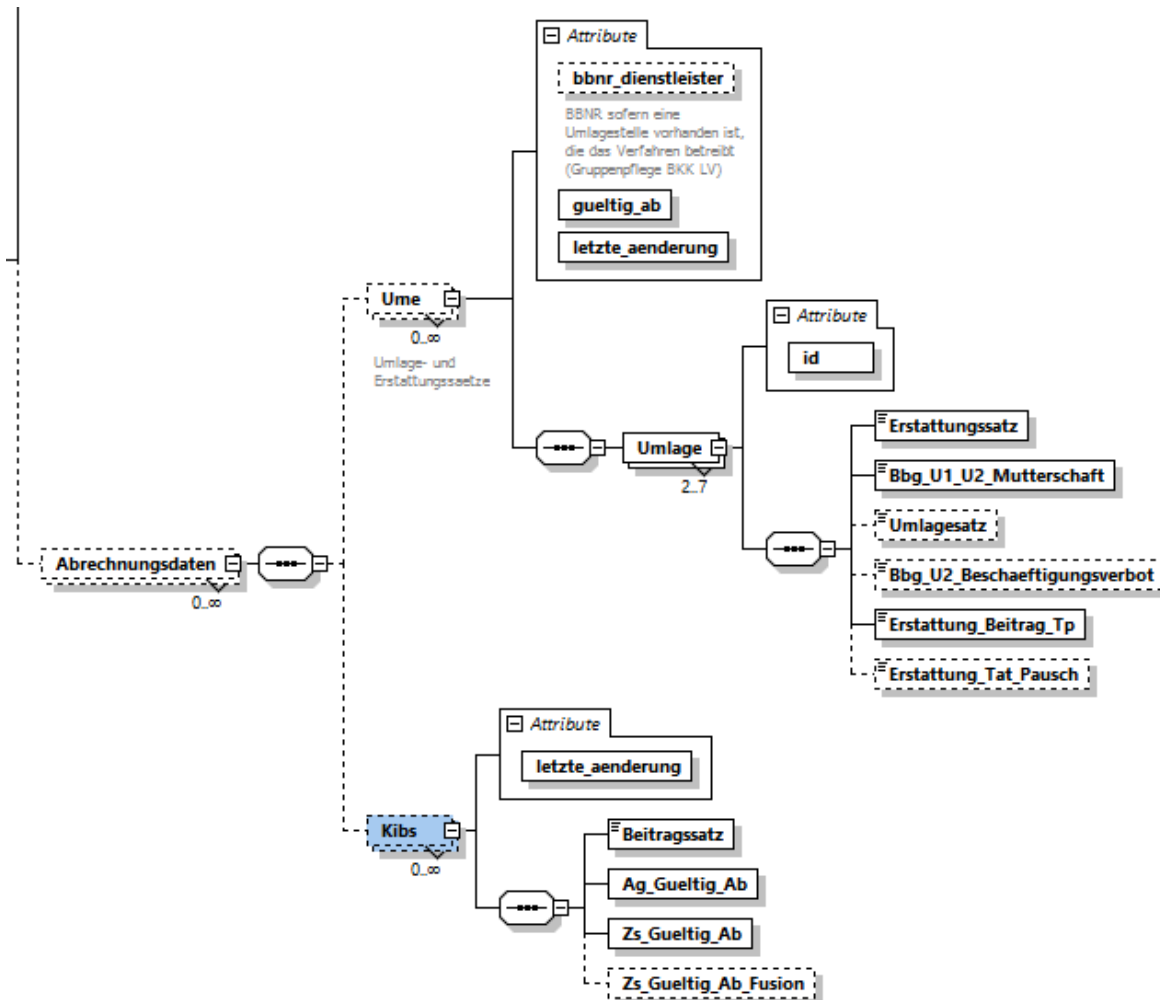 Attribute
bbnr_dienstleister
BBNR sofern eine
Umlagestelle vorhanden ist,
die das Verfahren betreibt
(Gruppenpflege BKK LV)
gueltig_ab
letzte_aenderung
Ume
0..∞
Umlage- und
Erstattungssaetze
Attribute
id
Umlage
2..7
Erstattungssatz
Bbg_U1_U2_Mutterschaft
Umlagesatz
Bbg_U2_Beschaeftigungsverbot
Erstattung_Beitrag_Tp
Erstattung_Tat_Pausch
Abrechnungsdaten
0..∞
Attribute
letzte_aenderung
Kibs
0..∞
Beitragssatz
Ag_Gueltig_Ab
Zs_Gueltig_Ab
Zs_Gueltig_Ab_Fusion